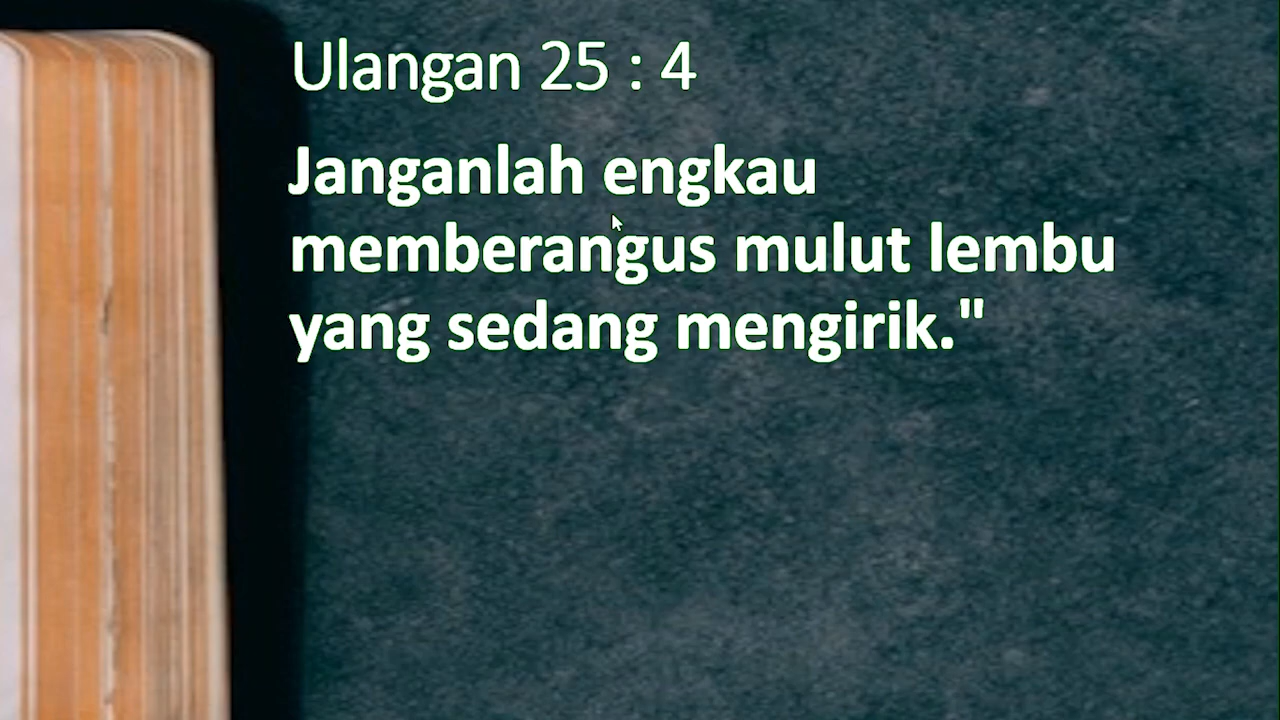 Ulangan 25 : 4
Janganlah engkau
memberangus mulut lembu
yang sedang mengirik."